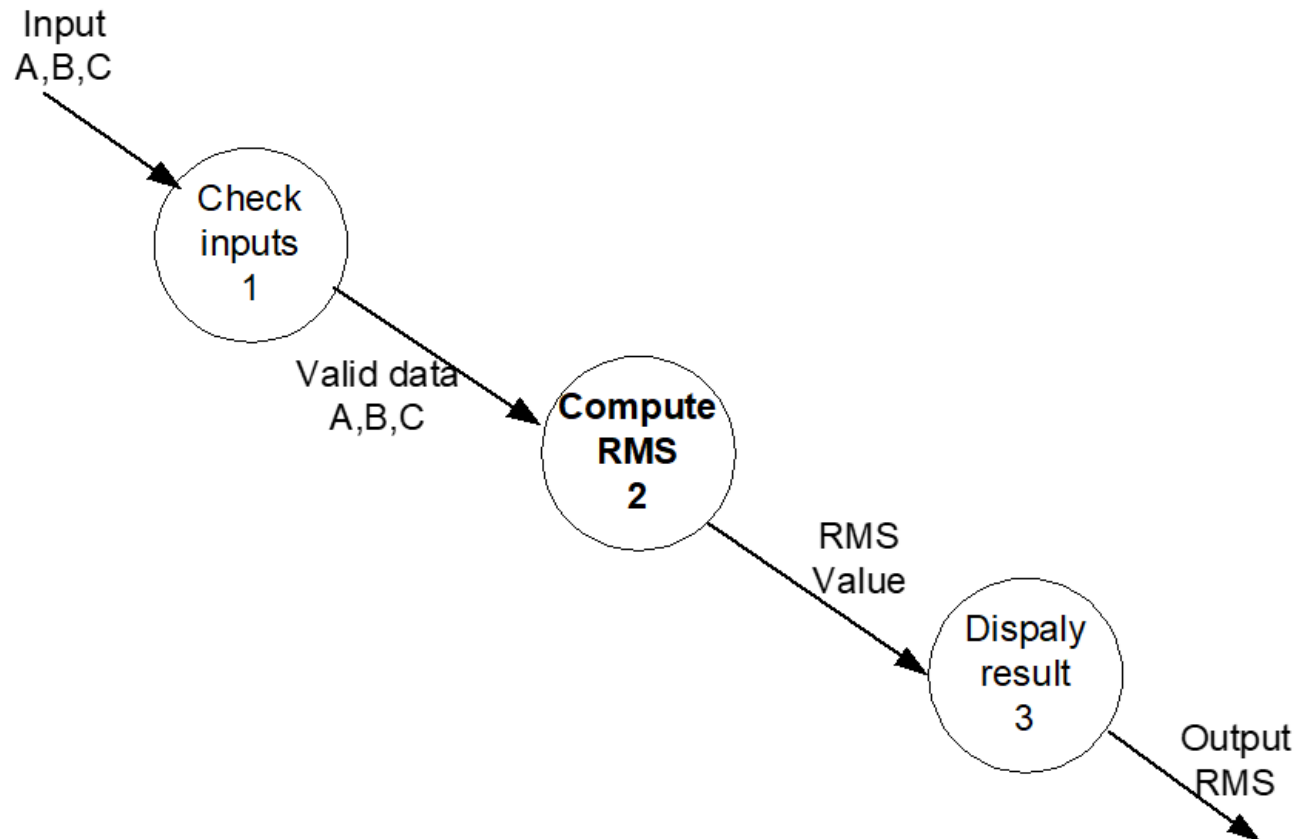 Input
A,B,C
Check
inputs
1
Valid data
A,B,C
Compute
RMS
2
RMS
Value
Dispaly
result
3
Output
RMS